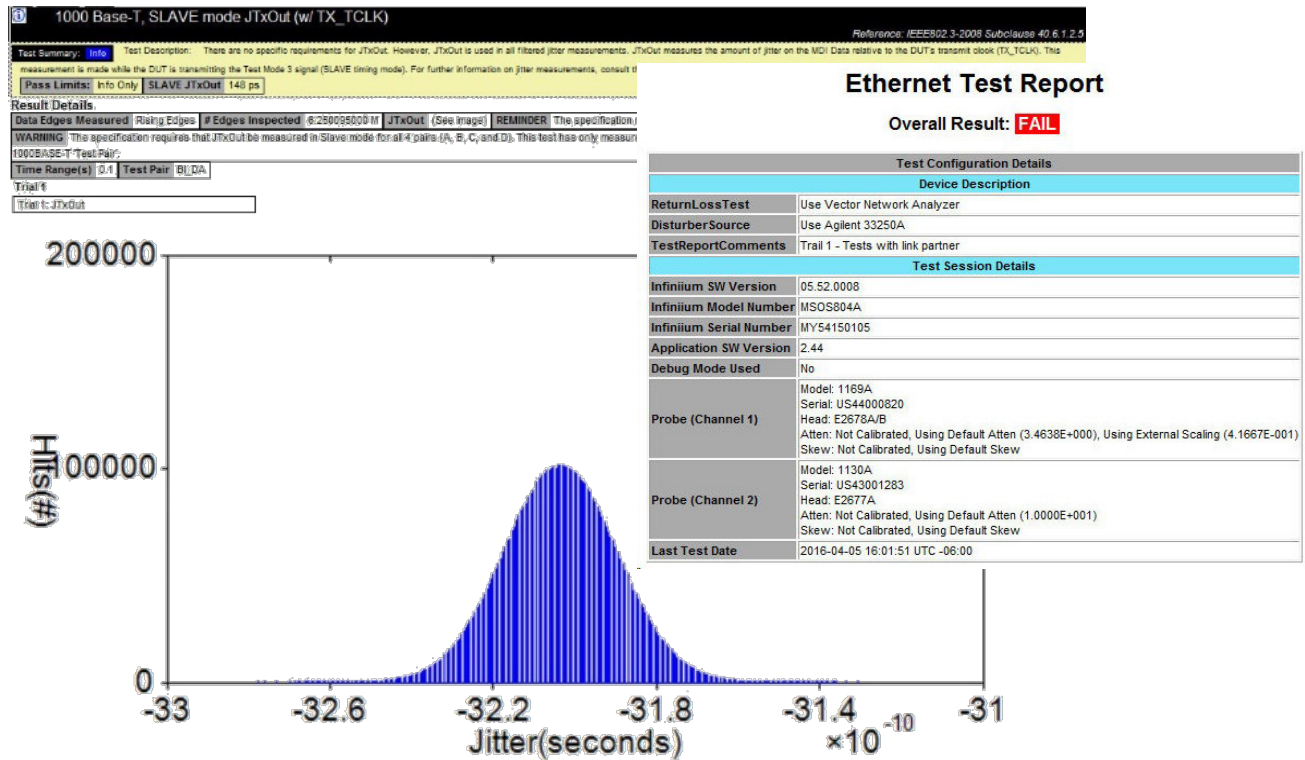 1000 Base-T, SLAVE mode JTxOut (w/ TX_TCLK)
Reference: IEEE802.3-2008 Subclause 40.6.1.2.5
Test Summary: Info Test Description: There are no specific requirements for JTxOut. However, JTxOut is used in all filtered jitter measurements. JTxOut measures the amount of jitter on the MDI Data relative to the DUT's transmit clock (TX_TCLK). This
measurement is made while the DUT is transmitting the Test Mode 3 signal (SLAVE timing mode). For further information on jitter measurements, consult
Pass Limits: Info Only SLAVE JTxOut 148 ps
Result Details
Data Edges Measured Rising Edges # Edges Inspected 6.250095000 M JTxOut (See image) REMINDER The specification
WARNING The specification requires that JTxOut be measured in Slave mode for all 4 pairs (A, B, C, and D). This test has only
1000BASE-T Test Pair:
Time Range(s) 0.1 Test Pair BI_DA
Trial 1
Trial 1: JTxOut
200000
100000
0
Hits(#)
-33 -32.6 -32.2 -31.8 -31.4 -31
×10 -10
Jitter(seconds)
Ethernet Test Report
Overall Result: FAIL
Test Configuration Details
Device Description
ReturnLossTest Use Vector Network Analyzer
DisturberSource Use Agilent 33250A
TestReportComments Trail 1 - Tests with link partner
Test Session Details
Infiniium SW Version 05.52.0008
Infiniium Model Number MSOS804A
Infiniium Serial Number MY54150105
Application SW Version 2.44
Debug Mode Used No
Probe (Channel 1)
Model: 1169A
Serial: US44000820
Head: E2678A/B
Atten: Not Calibrated, Using Default Atten (3.4638E+000), Using External Scaling (4.1667E-001)
Skew: Not Calibrated, Using Default Skew
Probe (Channel 2)
Model: 1130A
Serial: US43001283
Head: E2677A
Atten: Not Calibrated, Using Default Atten (1.0000E+001)
Skew: Not Calibrated, Using Default Skew
Last Test Date 2016-04-05 16:01:51 UTC -06:00